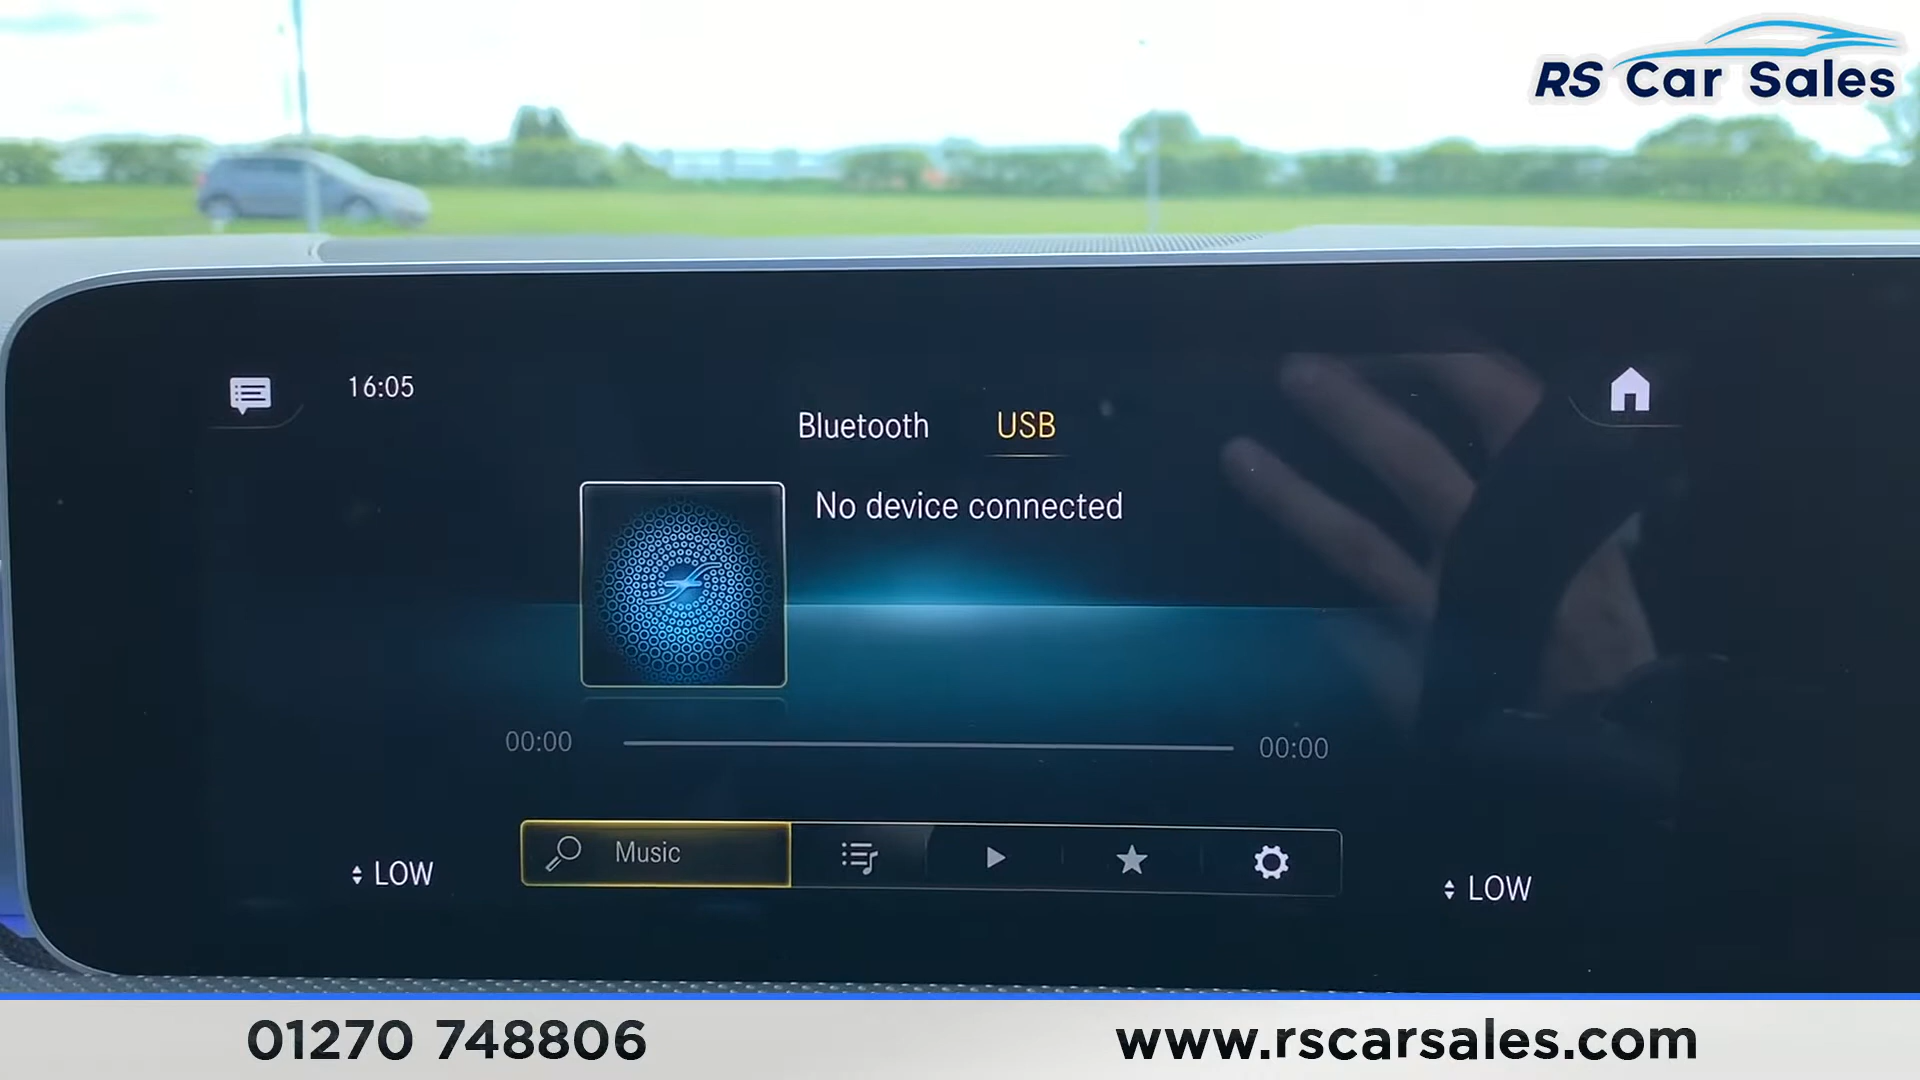 RS Car Sales
16:05
Bluetooth USB
No device connected
00:00 00:00
Music
LOW LOW
01270 748806 www.rscarsales.com